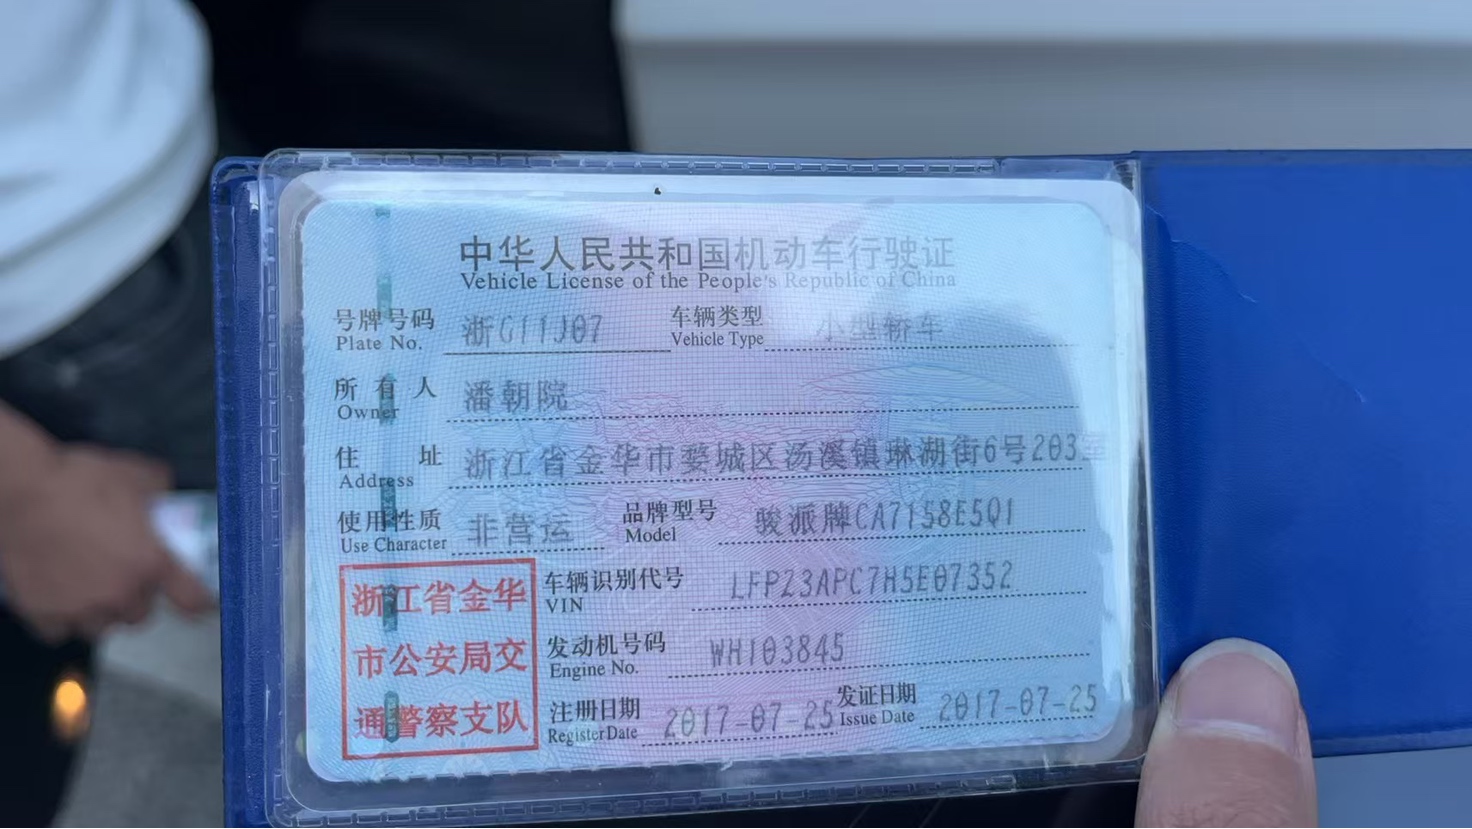 中华人民共和国机动车行驶证
Vehicle License of the People's Republic of China
号牌号码 浙G11J07 车辆类型 小型轿车
Plate No. Vehicle Type
所有人 潘朝院
Owner
住址 浙江省金华市婺城区汤溪镇琳湖街6号203室
Address
使用性质 非营运 品牌型号 骏派牌CA7158E5Q1
Use Character Model
浙江省金华
市公安局交
通警察支队
车辆识别代号 LFPZ3APC7H5E07352
VIN
发动机号码 WH103845
Engine No.
注册日期 2017-07-25 发证日期 2017-07-25
Register Date Issue Date